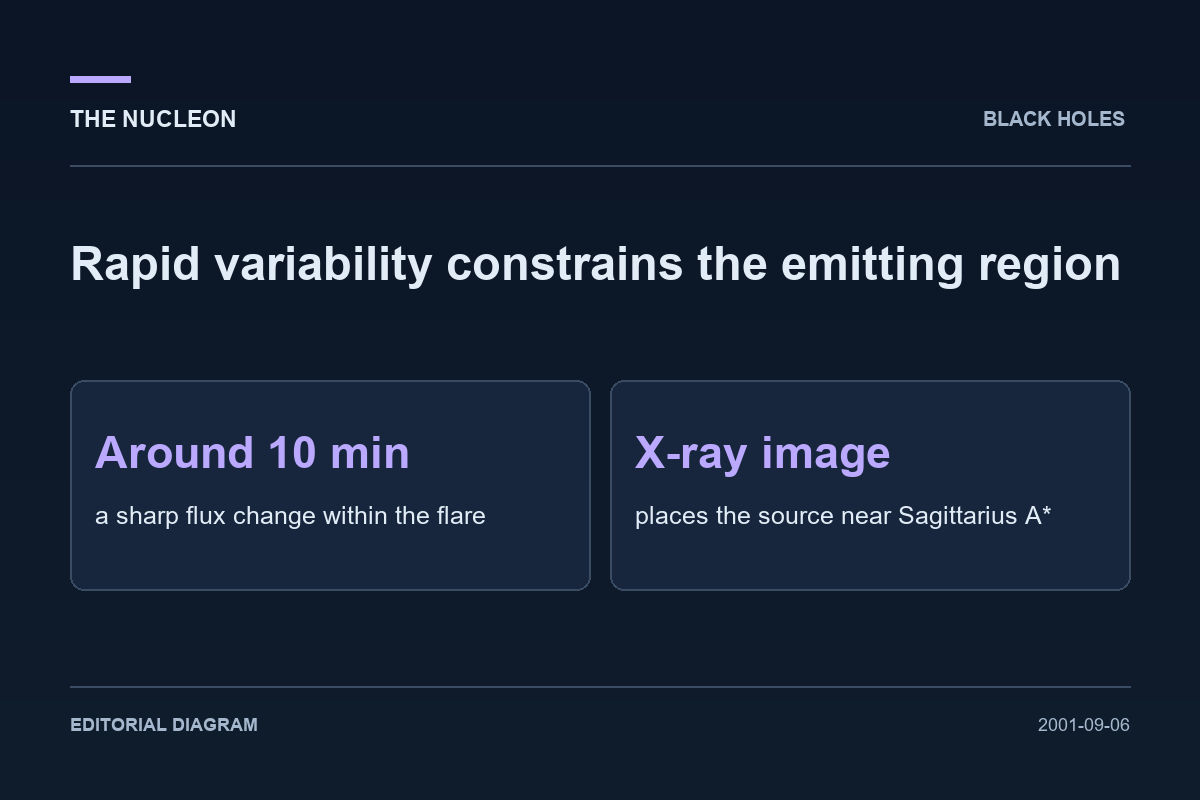 THE NUCLEON
BLACK HOLES
Rapid variability constrains the emitting region
Around 10 min
a sharp flux change within the flare
X-ray image
places the source near Sagittarius A*
EDITORIAL DIAGRAM
2001-09-06